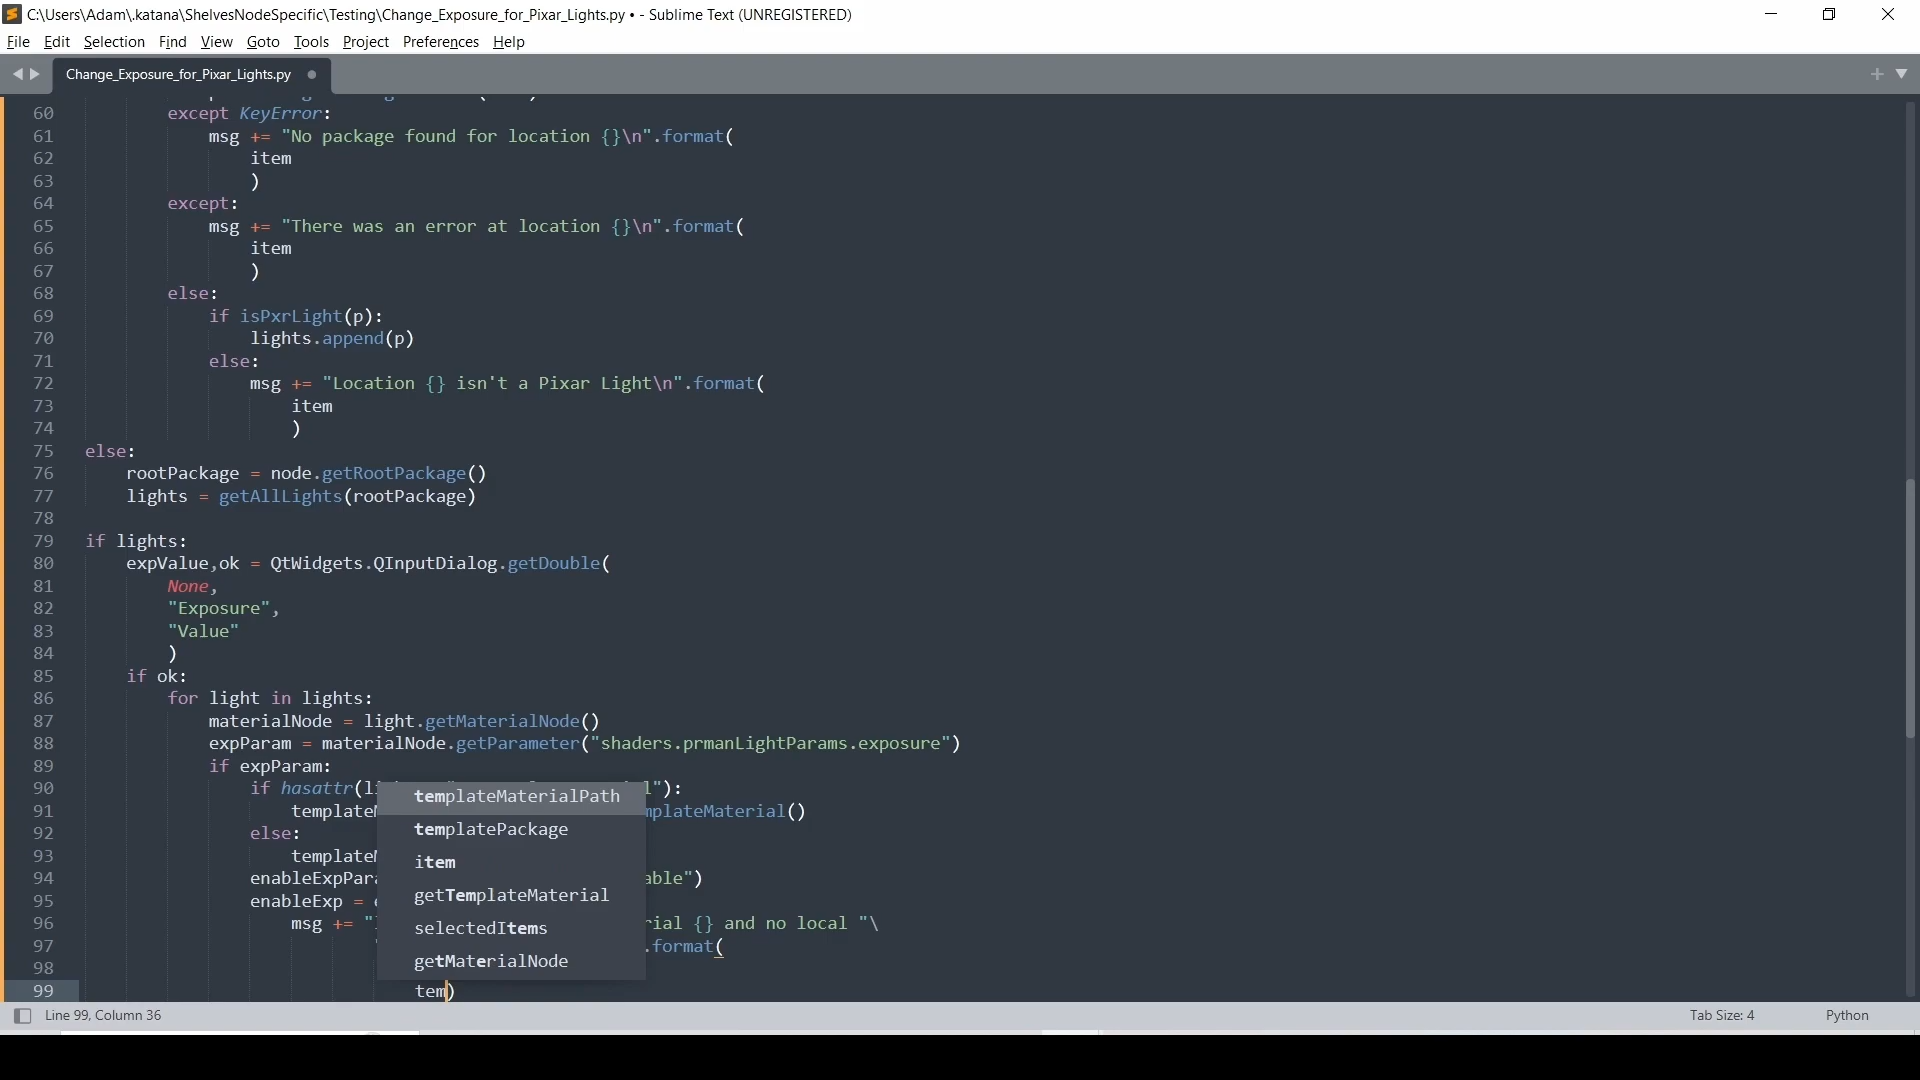 C:\Users\Adam\.katana\ShelvesNodeSpecific\Testing\Change_Exposure_for_Pixar_Lights.py • - Sublime Text (UNREGISTERED)
File Edit Selection Find View Goto Tools Project Preferences Help
Change_Exposure_for_Pixar_Lights.py
60 except KeyError:
61 msg += "No package found for location {}\n".format(
62 item
63 )
64 except:
65 msg += "There was an error at location {}\n".format(
66 item
67 )
68 else:
69 if isPxrLight(p):
70 lights.append(p)
71 else:
72 msg += "Location {} isn't a Pixar Light\n".format(
73 item
74 )
75 else:
76 rootPackage = node.getRootPackage()
77 lights = getAllLights(rootPackage)
78
79 if lights:
80 expValue,ok = QtWidgets.QInputDialog.getDouble(
81 None,
82 "Exposure",
83 "Value"
84 )
85 if ok:
86 for light in lights:
87 materialNode = light.getMaterialNode()
88 expParam = materialNode.getParameter("shaders.prmanLightParams.exposure")
89 if expParam:
90 if hasattr(li l"):
91 template mplateMaterial()
92 else:
93 template
94 enableExpPara able")
95 enableExp =
96 msg += " rial {} and no local "\
97 .format(
98
99 tem)
templateMaterialPath
templatePackage
item
getTemplateMaterial
selectedItems
getMaterialNode
Line 99, Column 36 Tab Size: 4 Python